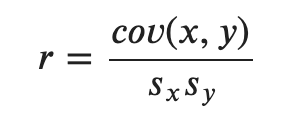 r = cov(x, y) / s_x s_y